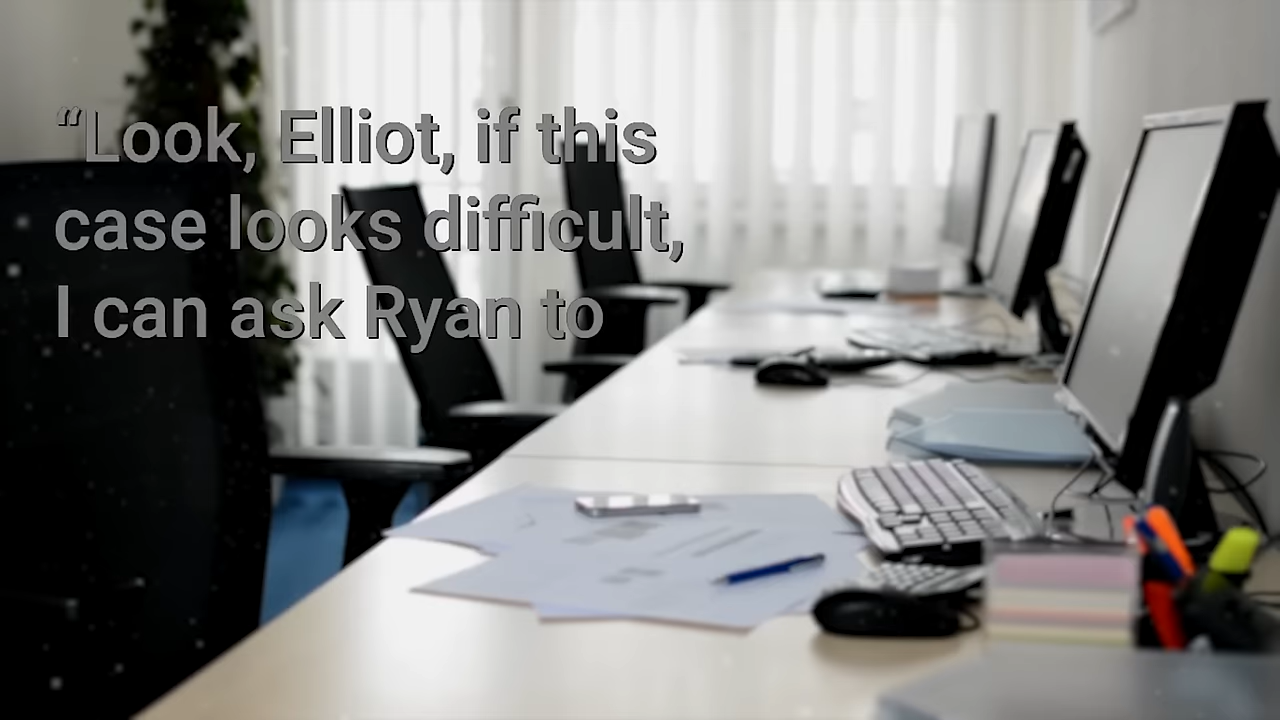 “Look, Elliot, if this
case looks difficult,
I can ask Ryan to